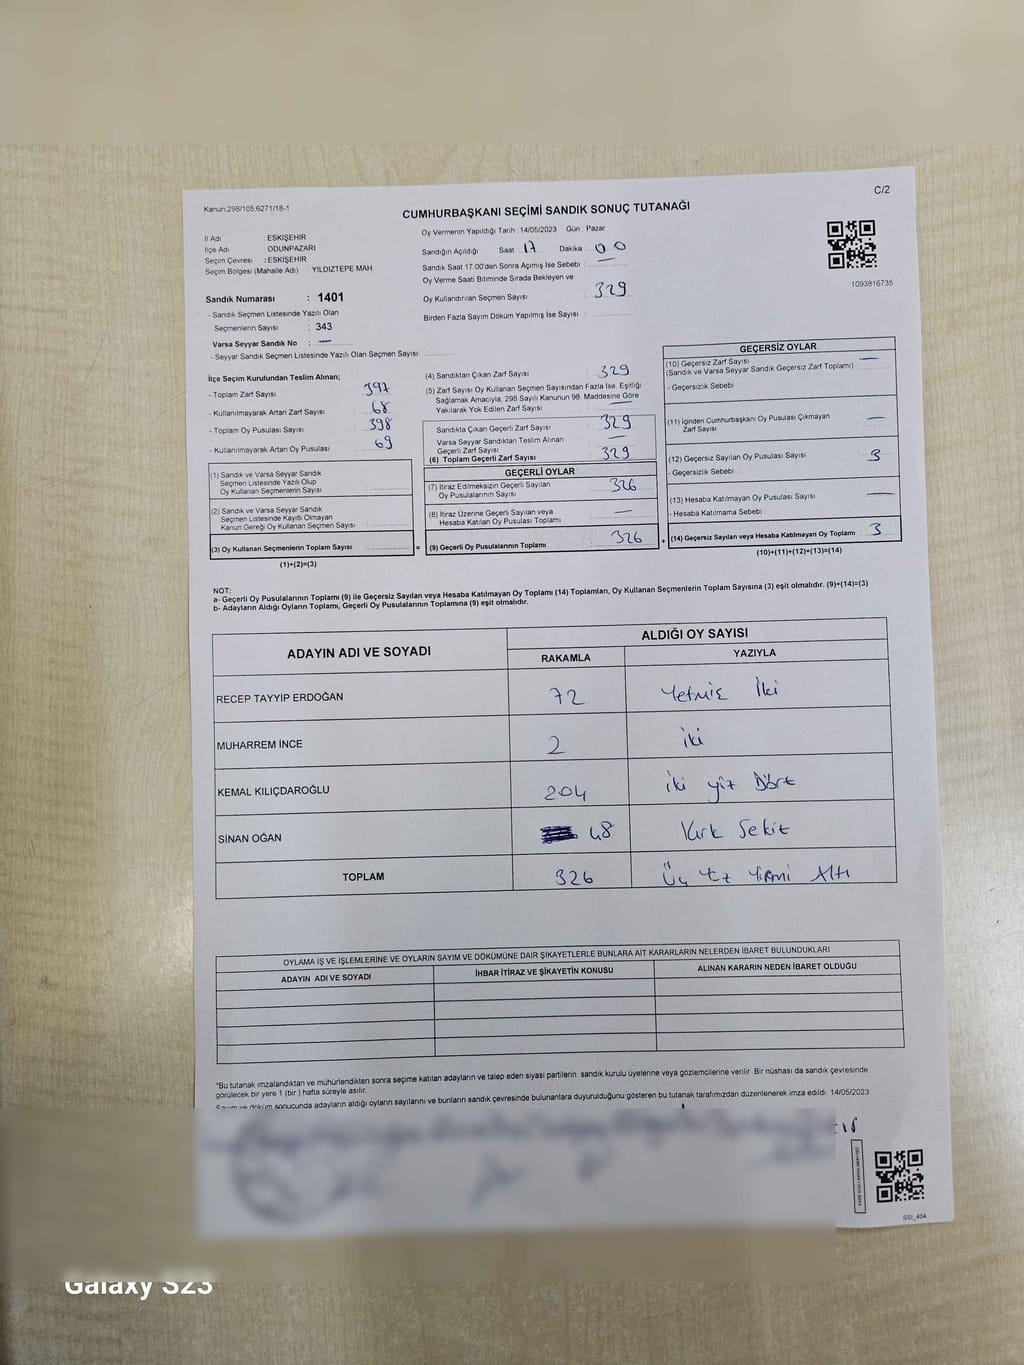 C/2
Kanun:298/105;6271/18-1
CUMHURBAŞKANI SEÇİMİ SANDIK SONUÇ TUTANAĞI
İl Adı : ESKİŞEHİR
İlçe Adı : ODUNPAZARI
Seçim Çevresi : ESKİŞEHİR
Seçim Bölgesi (Mahalle Adı) YILDIZTEPE MAH
Sandık Numarası : 1401
- Sandık Seçmen Listesinde Yazılı Olan
Seçmenlerin Sayısı : 343
Varsa Seyyar Sandık No : —
- Seyyar Sandık Seçmen Listesinde Yazılı Olan Seçmen Sayısı:
Oy Vermenin Yapıldığı Tarih :14/05/2023 Gün : Pazar
Sandığın Açıldığı Saat 17 Dakika : 00
Sandık Saat 17:00'den Sonra Açımış İse Sebebi : —
Oy Verme Saati Bitiminde Sırada Bekleyen ve
Oy Kullandırılan Seçmen Sayısı : 329
Birden Fazla Sayım Döküm Yapılmış İse Sayısı :
1093816735
İlçe Seçim Kurulundan Teslim Alınan;
- Toplam Zarf Sayısı : 397
- Kullanılmayarak Artan Zarf Sayısı : 68
- Toplam Oy Pusulası Sayısı : 398
- Kullanılmayarak Artan Oy Pusulası : 69
(1) Sandık ve Varsa Seyyar Sandık
Seçmen Listesinde Yazılı Olup
Oy Kullanan Seçmenlerin Sayısı :
(2) Sandık ve Varsa Seyyar Sandık
Seçmen Listesinde Kayıtlı Olmayan
Kanun Gereği Oy Kullanan Seçmen Sayısı :
(3) Oy Kullanan Seçmenlerin Toplam Sayısı :
(1)+(2)=(3)
(4) Sandıktan Çıkan Zarf Sayısı : 329
(5) Zarf Sayısı Oy Kullanan Seçmen Sayısından Fazla İse, Eşitliği
Sağlamak Amacıyla, 298 Sayılı Kanunun 98. Maddesine Göre
Yakılarak Yok Edilen Zarf Sayısı : —
Sandıkta Çıkan Geçerli Zarf Sayısı : 329
Varsa Seyyar Sandıktan Teslim Alınan
Geçerli Zarf Sayısı : —
(6) Toplam Geçerli Zarf Sayısı : 329
GEÇERLİ OYLAR
(7) İtiraz Edilmeksizin Geçerli Sayılan
Oy Pusulalarının Sayısı : 326
(8) İtiraz Üzerine Geçerli Sayılan veya
Hesaba Katılan Oy Pusulası Toplamı : —
= (9) Geçerli Oy Pusulalarının Toplamı : 326
GEÇERSİZ OYLAR
(10) Geçersiz Zarf Sayısı : —
(Sandık ve Varsa Seyyar Sandık Geçersiz Zarf Toplamı)
- Geçersizlik Sebebi :
(11) İçinden Cumhurbaşkanı Oy Pusulası Çıkmayan
Zarf Sayısı : —
(12) Geçersiz Sayılan Oy Pusulası Sayısı : 3
- Geçersizlik Sebebi :
(13) Hesaba Katılmayan Oy Pusulası Sayısı : —
- Hesaba Katılmama Sebebi :
+ (14) Geçersiz Sayılan veya Hesaba Katılmayan Oy Toplamı : 3
(10)+(11)+(12)+(13)=(14)
NOT:
a- Geçerli Oy Pusulalarının Toplamı (9) ile Geçersiz Sayılan veya Hesaba Katılmayan Oy Toplamı (14) Toplamları, Oy Kullanan Seçmenlerin Toplam Sayısına (3) eşit olmalıdır. (9)+(14)=(3)
b- Adayların Aldığı Oyların Toplamı, Geçerli Oy Pusulalarının Toplamına (9) eşit olmalıdır.
ADAYIN ADI VE SOYADI ALDIĞI OY SAYISI
RAKAMLA YAZIYLA
RECEP TAYYİP ERDOĞAN 72 Yetmiş İki
MUHARREM İNCE 2 iki
KEMAL KILIÇDAROĞLU 204 iki yüz Dört
SİNAN OĞAN 48 Kırk Sekiz
TOPLAM 326 Üç Yüz Yirmi Altı
OYLAMA İŞ VE İŞLEMLERİNE VE OYLARIN SAYIM VE DÖKÜMÜNE DAİR ŞİKAYETLERLE BUNLARA AİT KARARLARIN NELERDEN İBARET BULUNDUKLARI
ADAYIN ADI VE SOYADI İHBAR İTİRAZ VE ŞİKAYETİN KONUSU ALINAN KARARIN NEDEN İBARET OLDUĞU
*Bu tutanak imzalandıktan ve mühürlendikten sonra seçime katılan adayların ve talep eden siyasi partilerin sandık kurulu üyelerine veya gözlemcilerine verilir. Bir nüshası da sandık çevresinde
görülecek bir yere 1 (bir ) hafta süreyle asılır.
Sayım ve döküm sonucunda adayların aldığı oyların sayılarını ve bunların sandık çevresinde bulunanlara duyurulduğunu gösteren bu tutanak tarafımızdan düzenlenerek imza edildi. 14/05/2023
SSI_404
Galaxy S23